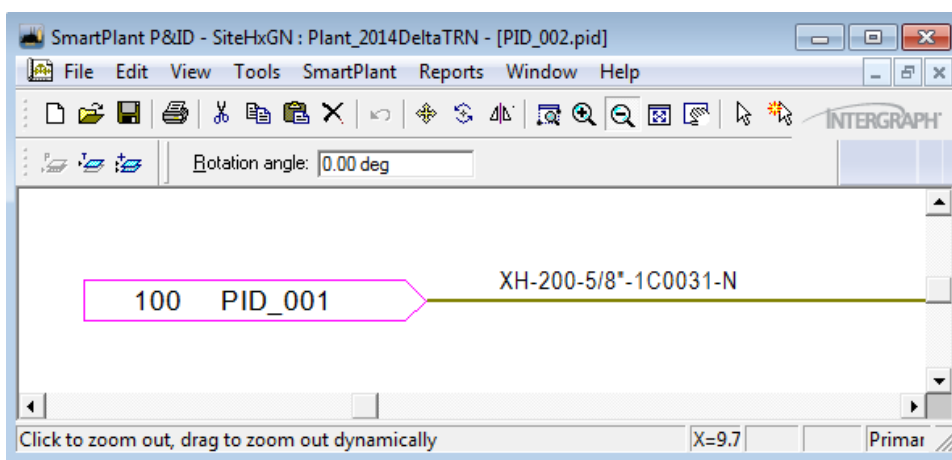 SmartPlant P&ID - SiteHxGN : Plant_2014DeltaTRN - [PID_002.pid]
File Edit View Tools SmartPlant Reports Window Help
INTERGRAPH
Rotation angle: 0.00 deg
XH-200-5/8"-1C0031-N
100 PID_001
Click to zoom out, drag to zoom out dynamically X=9.7 Primar